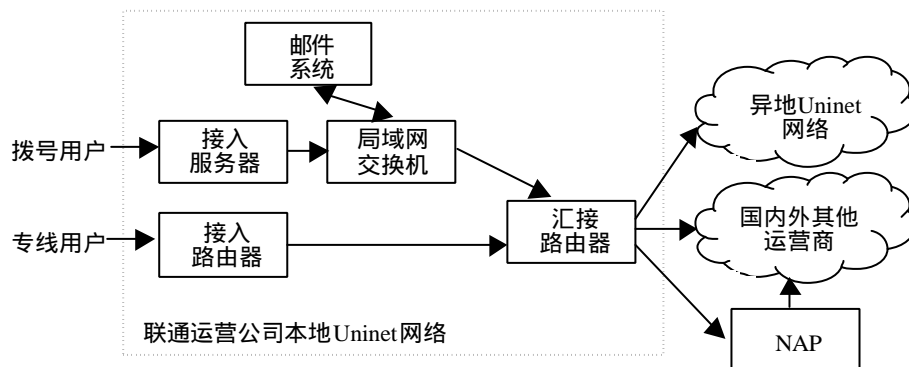 邮件
系统
异地Uninet
网络
拨号用户
接入
服务器
局域网
交换机
国内外其他
运营商
专线用户
接入
路由器
汇接
路由器
联通运营公司本地Uninet网络
NAP